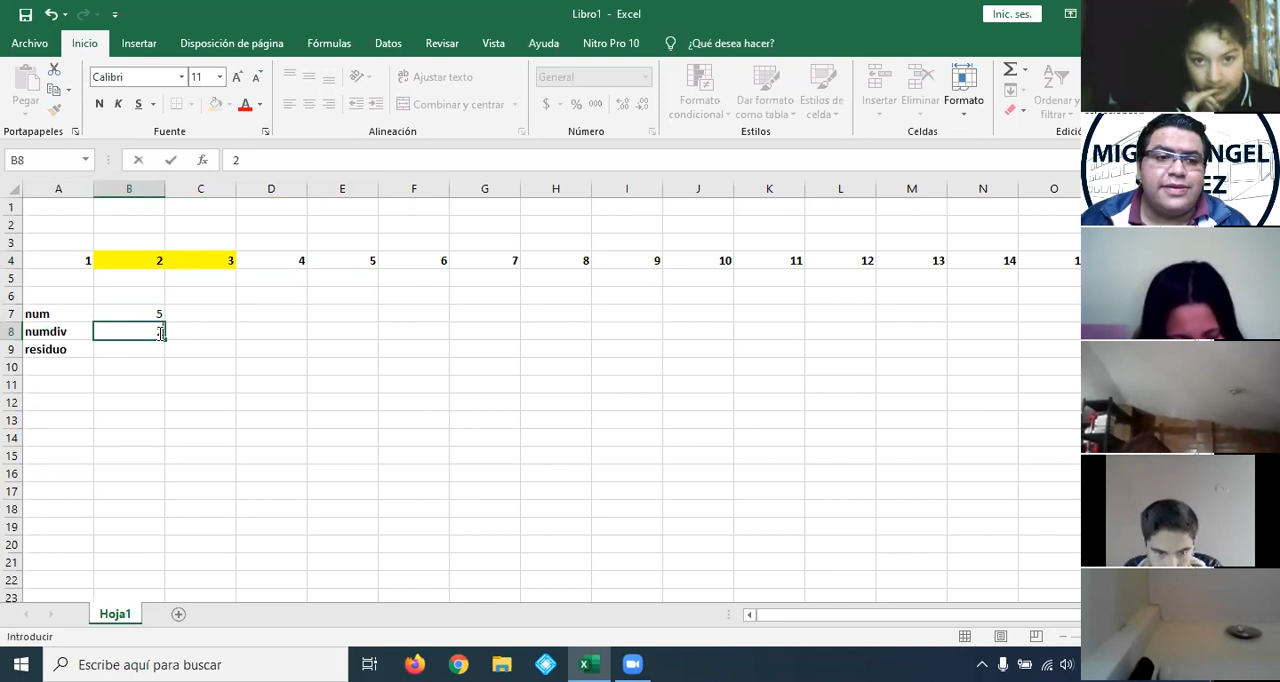 Libro1 - Excel
Inic. ses.
Archivo Inicio Insertar Disposición de página Fórmulas Datos Revisar Vista Ayuda Nitro Pro 10 ¿Qué desea hacer?
Pegar
Calibri 11
N K S
Ajustar texto
Combinar y centrar
General
$ % 000
Formato condicional
Dar formato como tabla
Estilos de celda
Insertar Eliminar Formato
Ordenar y filtrar
Portapapeles Fuente Alineación Número Estilos Celdas Edici
B8 fx 2
A B C D E F G H I J K L M N O
1
2
3
4 1 2 3 4 5 6 7 8 9 10 11 12 13 14 1
5
6
7 num 5
8 numdiv 2
9 residuo
10
11
12
13
14
15
16
17
18
19
20
21
22
23
Hoja1
Introducir
Escribe aquí para buscar